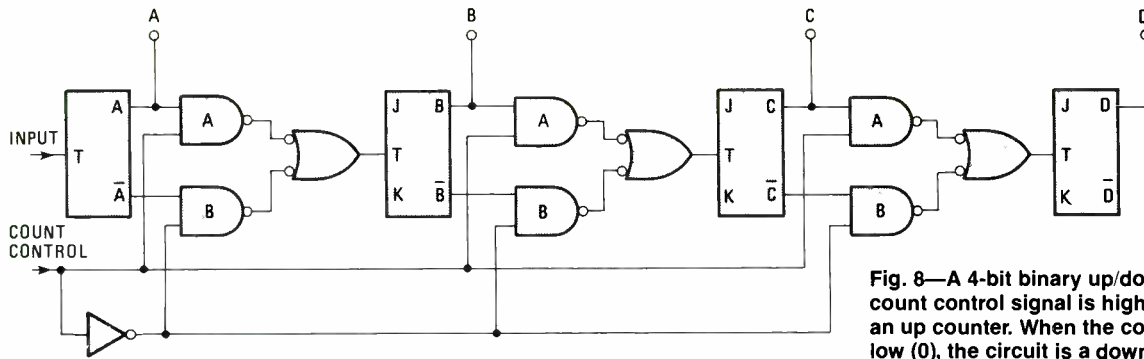 A
B
C
D
INPUT
T
A
Ā
A
B
J
T
K
B
B̄
A
B
J
T
K
C
C̄
A
B
J
T
K
D
D̄
COUNT
CONTROL
Fig. 8—A 4-bit binary up/do
count control signal is high
an up counter. When the co
low (0), the circuit is a down